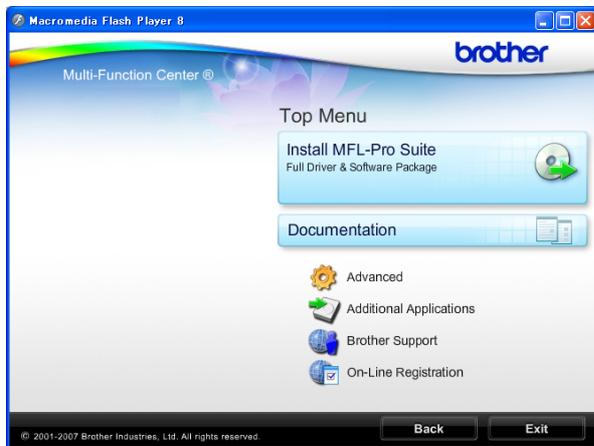 Macromedia Flash Player 8
brother
Multi-Function Center ®
Top Menu
Install MFL-Pro Suite
Full Driver & Software Package
Documentation
Advanced
Additional Applications
Brother Support
On-Line Registration
© 2001-2007 Brother Industries, Ltd. All rights reserved.
Back
Exit